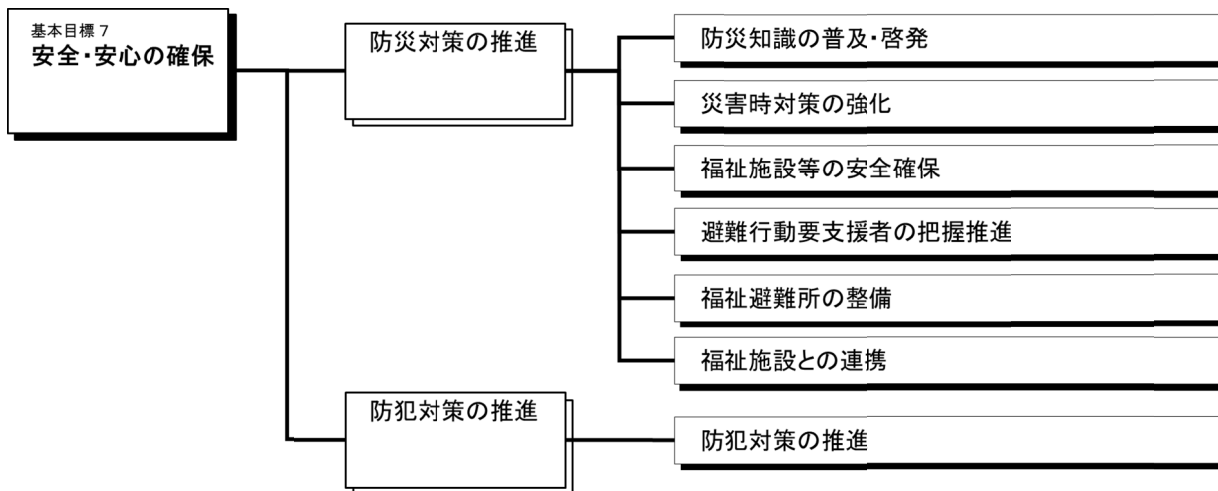 基本目標７
安全・安心の確保
防災対策の推進
防災知識の普及・啓発
災害時対策の強化
福祉施設等の安全確保
避難行動要支援者の把握推進
福祉避難所の整備
福祉施設との連携
防犯対策の推進
防犯対策の推進